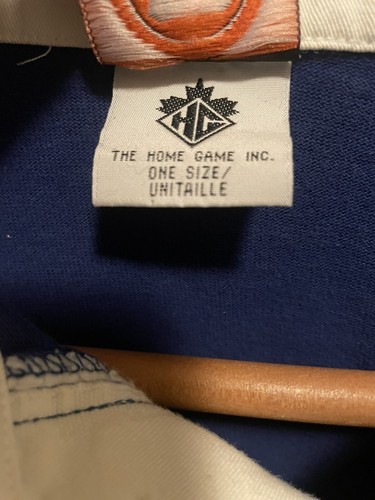 HG
THE HOME GAME INC.
ONE SIZE/
UNITAILLE